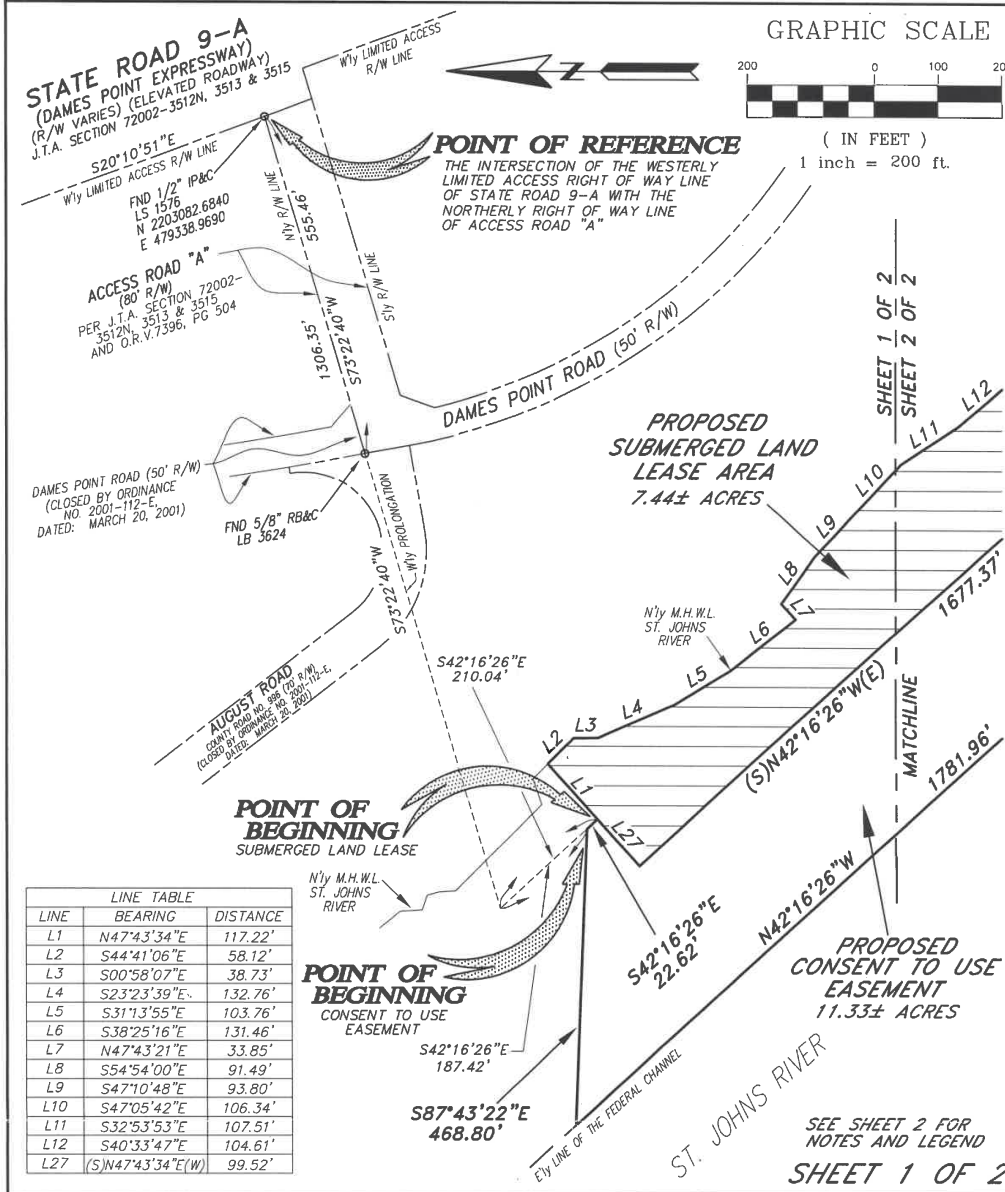 STATE ROAD 9-A
(DAMES POINT EXPRESSWAY)
(R/W VARIES) (ELEVATED ROADWAY)
J.T.A. SECTION 72002-3512N, 3513 & 3515
S20°10'51"E
W'ly LIMITED ACCESS R/W LINE
W'ly LIMITED ACCESS
R/W LINE
Z
GRAPHIC SCALE
200 0 100 20
( IN FEET )
1 inch = 200 ft.
POINT OF REFERENCE
THE INTERSECTION OF THE WESTERLY
LIMITED ACCESS RIGHT OF WAY LINE
OF STATE ROAD 9-A WITH THE
NORTHERLY RIGHT OF WAY LINE
OF ACCESS ROAD "A"
FND 1/2" IP&C
LS 1576
N 2203082.6840
E 479338.9690
N'ly R/W LINE
555.46'
S'ly R/W LINE
ACCESS ROAD "A"
(80' R/W)
PER J.T.A. SECTION 72002-
3512N, 3513 & 3515
AND O.R.V.7396, PG 504
1306.35'
S73°22'40"W
DAMES POINT ROAD (50' R/W)
SHEET 1 OF 2
SHEET 2 OF 2
DAMES POINT ROAD (50' R/W)
(CLOSED BY ORDINANCE
NO. 2001-112-E,
DATED: MARCH 20, 2001)
FND 5/8" RB&C
LB 3624
W'ly PROLONGATION
S73°22'40"W
PROPOSED
SUBMERGED LAND
LEASE AREA
7.44± ACRES
L12
L11
L10
L9
L8
L7
L6
L5
L4
L3
L2
L1
L27
N'ly M.H.W.L.
ST. JOHNS
RIVER
1677.37'
(S)N42°16'26"W(E)
MATCHLINE
1781.96'
AUGUST ROAD
COUNTY ROAD NO. 996 (70' R/W)
(CLOSED BY ORDINANCE NO. 2001-112-E,
DATED: MARCH 20, 2001)
S42°16'26"E
210.04'
POINT OF
BEGINNING
SUBMERGED LAND LEASE
N'ly M.H.W.L.
ST. JOHNS
RIVER
S42°16'26"E
22.62'
N42°16'26"W
POINT OF
BEGINNING
CONSENT TO USE
EASEMENT
S42°16'26"E
187.42'
S87°43'22"E
468.80'
PROPOSED
CONSENT TO USE
EASEMENT
11.33± ACRES
E'ly LINE OF THE FEDERAL CHANNEL
ST. JOHNS RIVER
LINE TABLE
LINE BEARING DISTANCE
L1 N47°43'34"E 117.22'
L2 S44°41'06"E 58.12'
L3 S00°58'07"E 38.73'
L4 S23°23'39"E 132.76'
L5 S31°13'55"E 103.76'
L6 S38°25'16"E 131.46'
L7 N47°43'21"E 33.85'
L8 S54°54'00"E 91.49'
L9 S47°10'48"E 93.80'
L10 S47°05'42"E 106.34'
L11 S32°53'53"E 107.51'
L12 S40°33'47"E 104.61'
L27 (S)N47°43'34"E(W) 99.52'
SEE SHEET 2 FOR
NOTES AND LEGEND
SHEET 1 OF 2